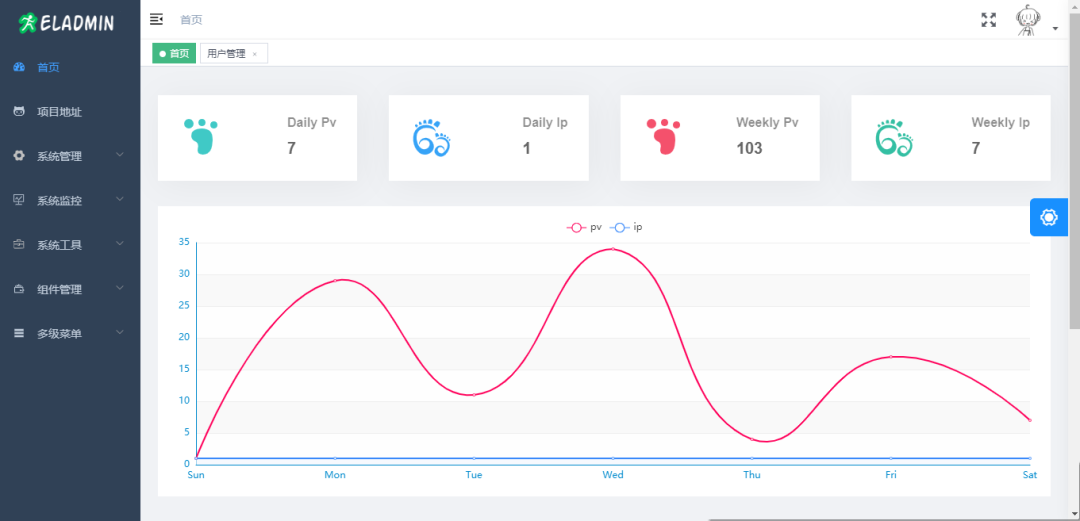 ELADMIN
首页
项目地址
系统管理
系统监控
系统工具
组件管理
多级菜单
首页
首页 用户管理 ×
Daily Pv
7
Daily Ip
1
Weekly Pv
103
Weekly Ip
7
pv ip
35
30
25
20
15
10
5
0
Sun Mon Tue Wed Thu Fri Sat